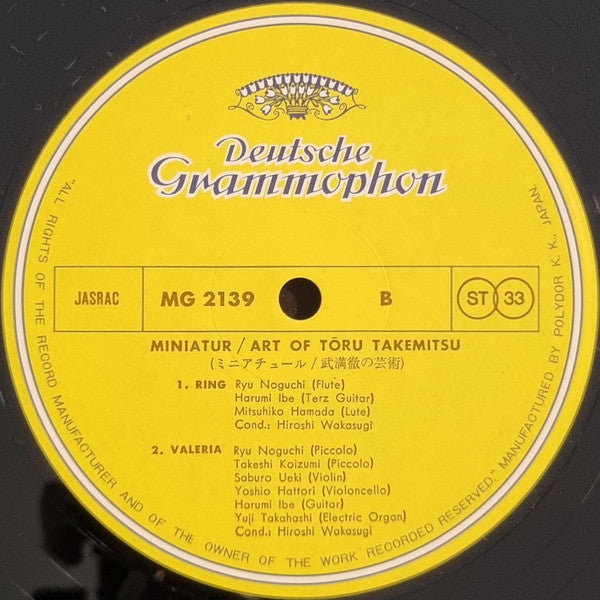 Deutsche
Grammophon
JASRAC
MG 2139
B
ST 33
MINIATUR / ART OF TŌRU TAKEMITSU
(ミニアチュール / 武満徹の芸術)
1. RING Ryu Noguchi (Flute)
Harumi Ibe (Terz Guitar)
Mitsuhiko Hamada (Lute)
Cond.: Hiroshi Wakasugi
2. VALERIA Ryu Noguchi (Piccolo)
Takeshi Koizumi (Piccolo)
Saburo Ueki (Violin)
Yoshio Hattori (Violoncello)
Harumi Ibe (Guitar)
Yuji Takahashi (Electric Organ)
Cond.: Hiroshi Wakasugi
"ALL RIGHTS OF THE RECORD MANUFACTURER AND OF THE OWNER OF THE WORK RECORDED RESERVED." MANUFACTURED BY POLYDOR K. K., JAPAN.